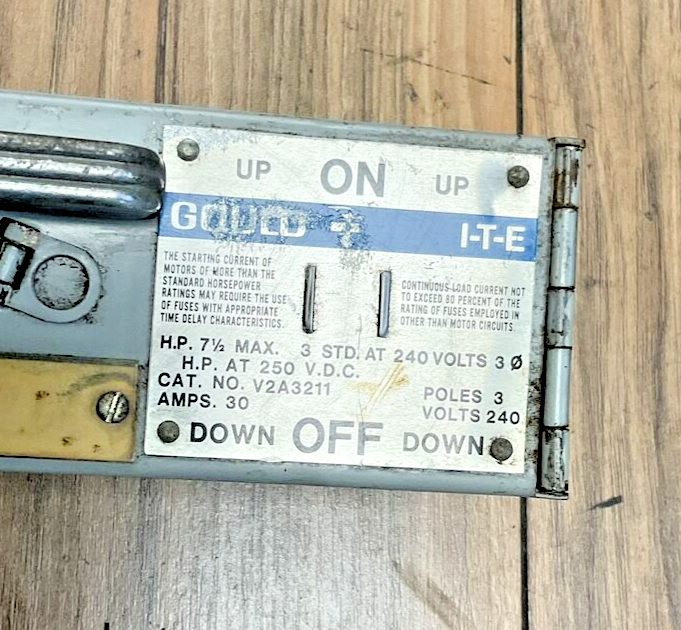 UP ON UP
GOULD I-T-E
THE STARTING CURRENT OF
MOTORS OF MORE THAN THE
STANDARD HORSEPOWER
RATINGS MAY REQUIRE THE USE
OF FUSES WITH APPROPRIATE
TIME DELAY CHARACTERISTICS.
CONTINUOUS LOAD CURRENT NOT
TO EXCEED 80 PERCENT OF THE
RATING OF FUSES EMPLOYED IN
OTHER THAN MOTOR CIRCUITS.
H.P. 7½ MAX. 3 STD. AT 240 VOLTS 3 Ø
H.P. AT 250 V.D.C.
CAT. NO. V2A3211
AMPS. 30
POLES 3
VOLTS 240
DOWN OFF DOWN